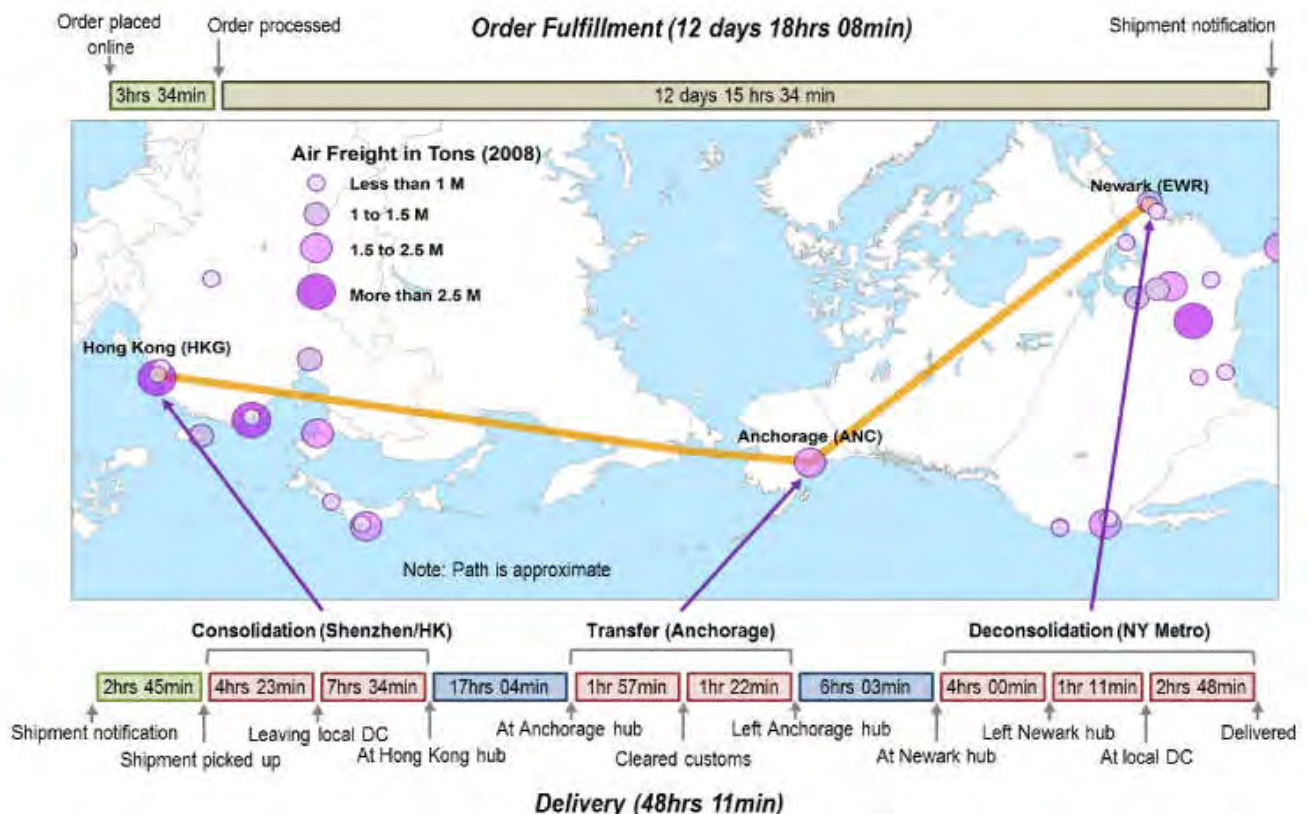 Order Fulfillment (12 days 18hrs 08min)
Order placed
online
Order processed
Shipment notification
3hrs 34min
12 days 15 hrs 34 min
Air Freight in Tons (2008)
Less than 1 M
1 to 1.5 M
1.5 to 2.5 M
More than 2.5 M
Newark (EWR)
Hong Kong (HKG)
Anchorage (ANC)
Note: Path is approximate
Consolidation (Shenzhen/HK)
Transfer (Anchorage)
Deconsolidation (NY Metro)
2hrs 45min
4hrs 23min
7hrs 34min
17hrs 04min
1hr 57min
1hr 22min
6hrs 03min
4hrs 00min
1hr 11min
2hrs 48min
Shipment notification
Shipment picked up
Leaving local DC
At Hong Kong hub
At Anchorage hub
Cleared customs
Left Anchorage hub
At Newark hub
Left Newark hub
At local DC
Delivered
Delivery (48hrs 11min)